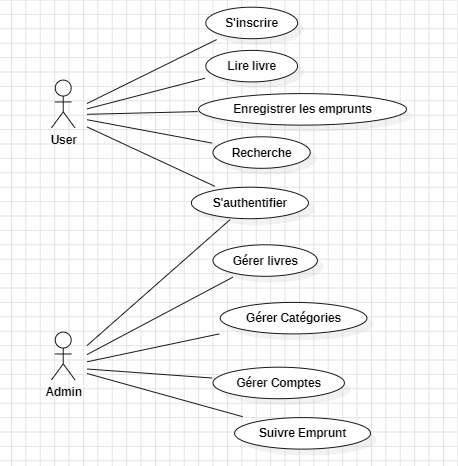 S'inscrire
Lire livre
Enregistrer les emprunts
User
Recherche
S'authentifier
Gérer livres
Gérer Catégories
Admin
Gérer Comptes
Suivre Emprunt